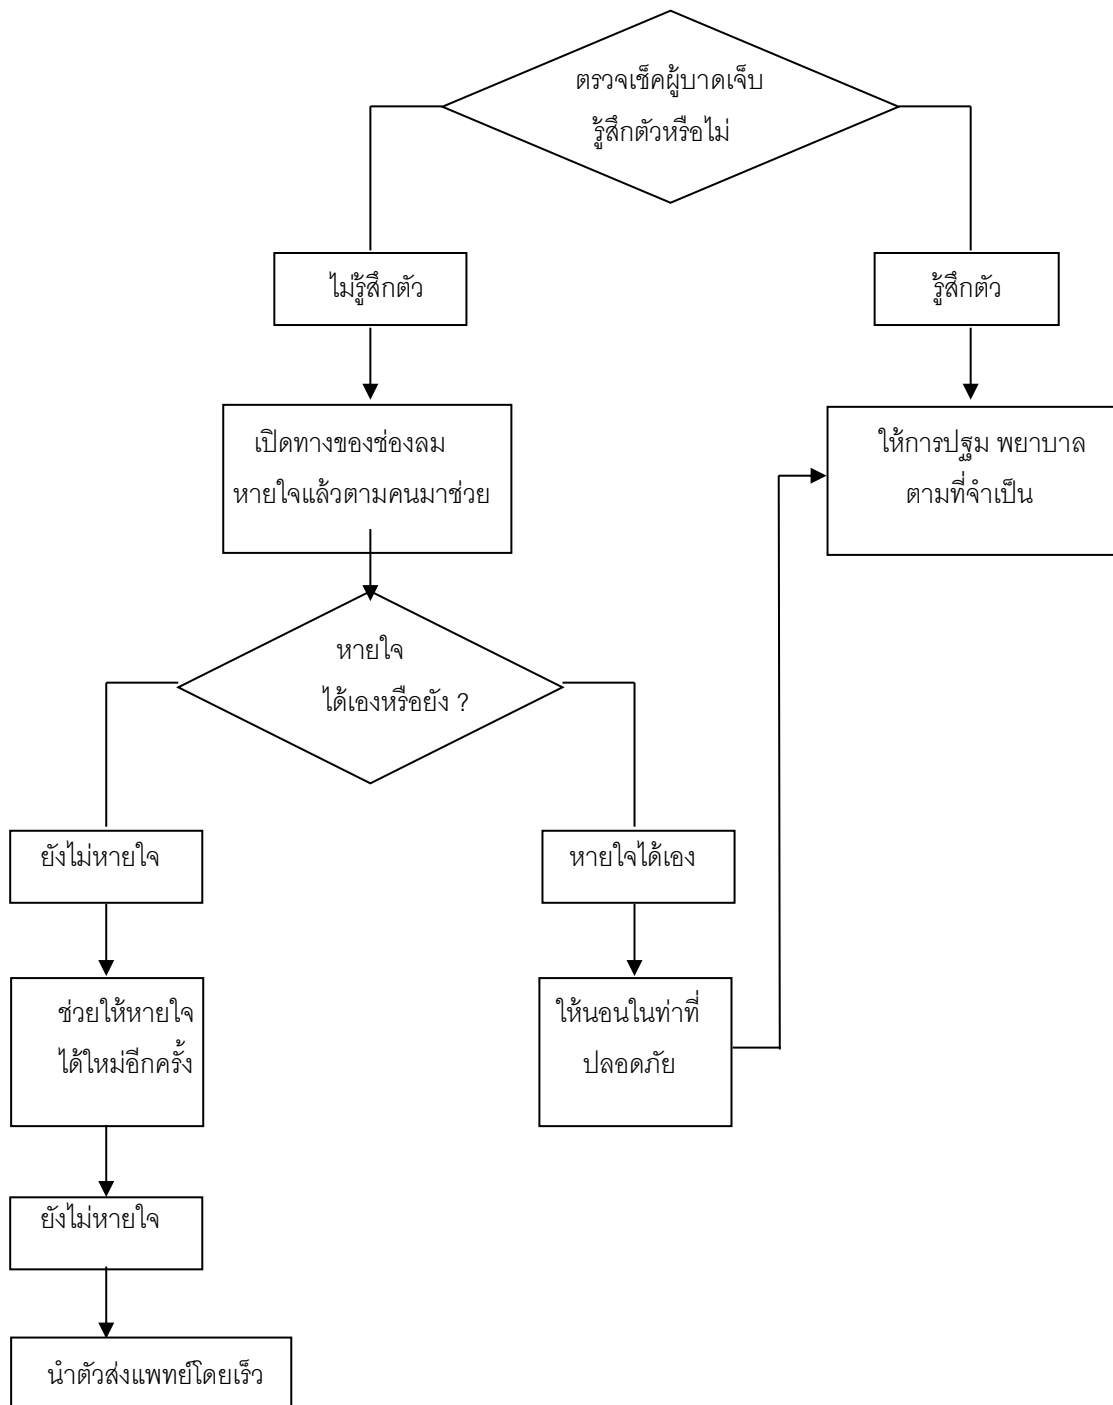 ตรวจเช็คผู้บาดเจ็บ
รู้สึกตัวหรือไม่
ไม่รู้สึกตัว
รู้สึกตัว
เปิดทางของช่องลม
หายใจแล้วตามคนมาช่วย
ให้การปฐม พยาบาล
ตามที่จำเป็น
หายใจ
ได้เองหรือยัง ?
ยังไม่หายใจ
หายใจได้เอง
ช่วยให้หายใจ
ได้ใหม่อีกครั้ง
ให้นอนในท่าที่
ปลอดภัย
ยังไม่หายใจ
นำตัวส่งแพทย์โดยเร็ว